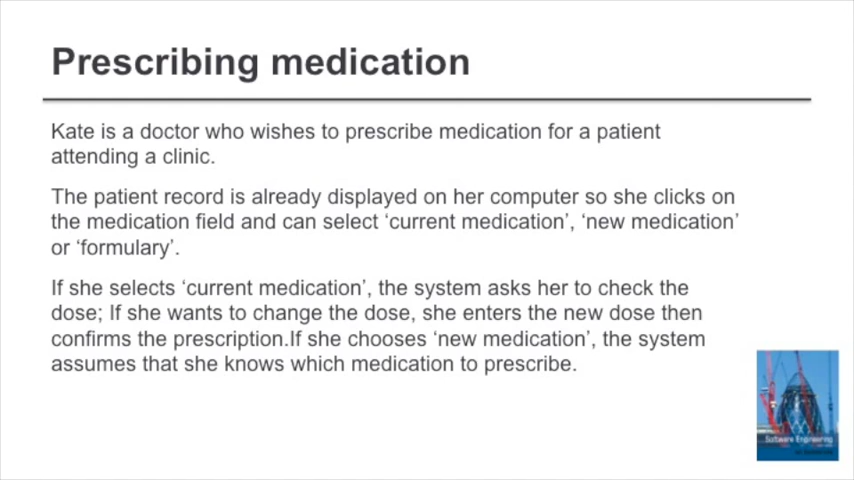 Prescribing medication
Kate is a doctor who wishes to prescribe medication for a patient
attending a clinic.
The patient record is already displayed on her computer so she clicks on
the medication field and can select ‘current medication’, ‘new medication’
or ‘formulary’.
If she selects ‘current medication’, the system asks her to check the
dose; If she wants to change the dose, she enters the new dose then
confirms the prescription.If she chooses ‘new medication’, the system
assumes that she knows which medication to prescribe.
Software Engineering